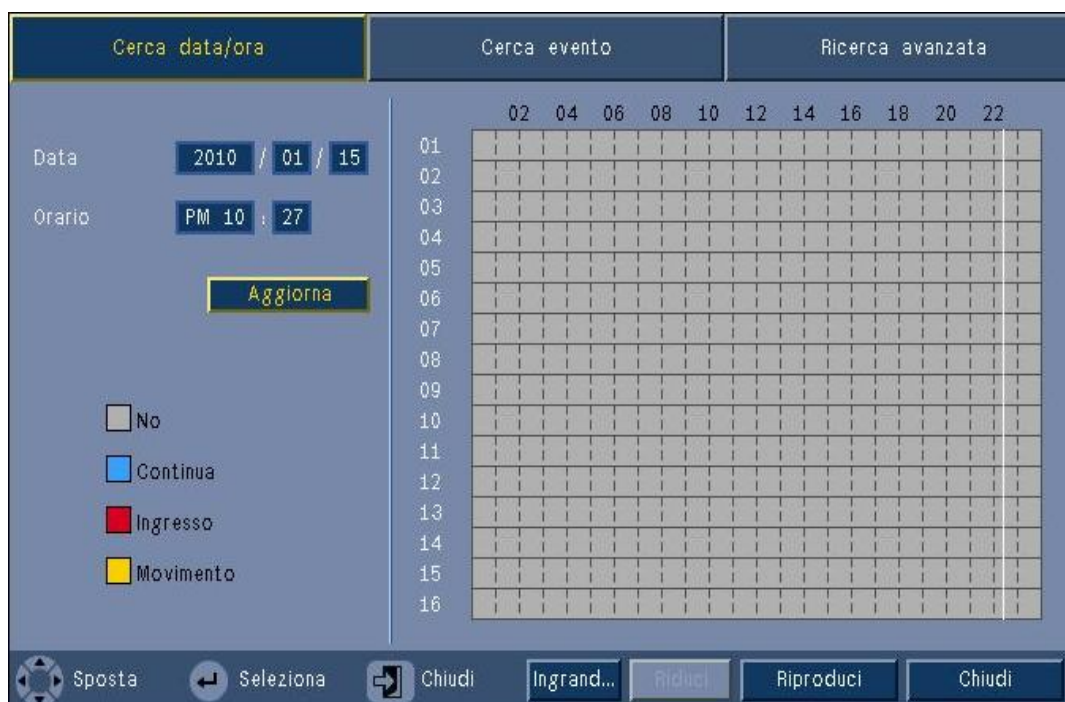 Cerca data/ora
Cerca evento
Ricerca avanzata
02 04 06 08 10 12 14 16 18 20 22
Data 2010 / 01 / 15
Orario PM 10 : 27
Aggiorna
No
Continua
Ingresso
Movimento
01
02
03
04
05
06
07
08
09
10
11
12
13
14
15
16
Sposta
Seleziona
Chiudi
Ingrand...
Riduci
Riproduci
Chiudi